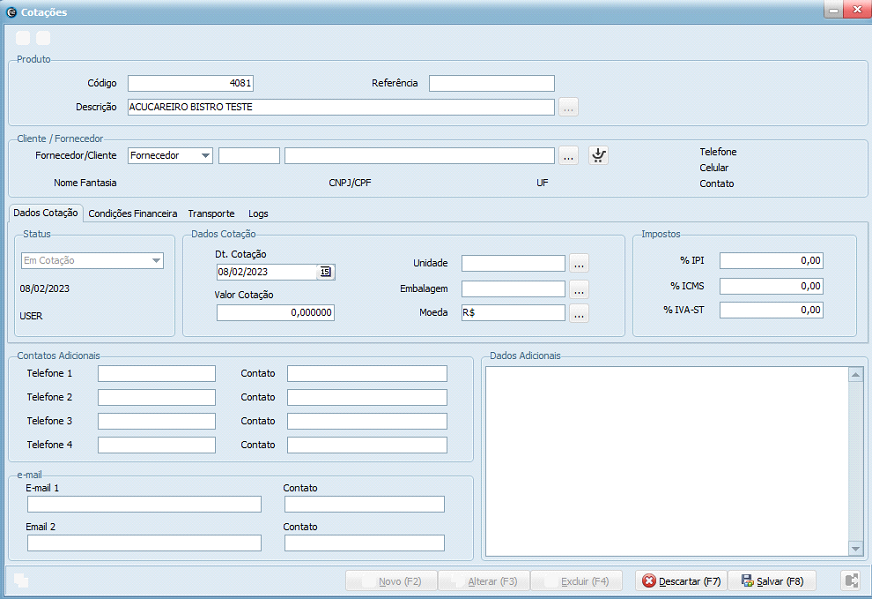 Cotações
Produto
Código 4081 Referência
Descrição ACUCAREIRO BISTRO TESTE ...
Cliente / Fornecedor
Fornecedor/Cliente Fornecedor ... Telefone
Celular
Nome Fantasia CNPJ/CPF UF Contato
Dados Cotação Condições Financeira Transporte Logs
Status
Em Cotação
08/02/2023
USER
Dados Cotação
Dt. Cotação
08/02/2023 15
Valor Cotação
0,000000
Unidade ...
Embalagem ...
Moeda R$ ...
Impostos
% IPI 0,00
% ICMS 0,00
% IVA-ST 0,00
Contatos Adicionais
Telefone 1 Contato
Telefone 2 Contato
Telefone 3 Contato
Telefone 4 Contato
e-mail
E-mail 1 Contato
Email 2 Contato
Dados Adicionais
Novo (F2) Alterar (F3) Excluir (F4) Descartar (F7) Salvar (F8)